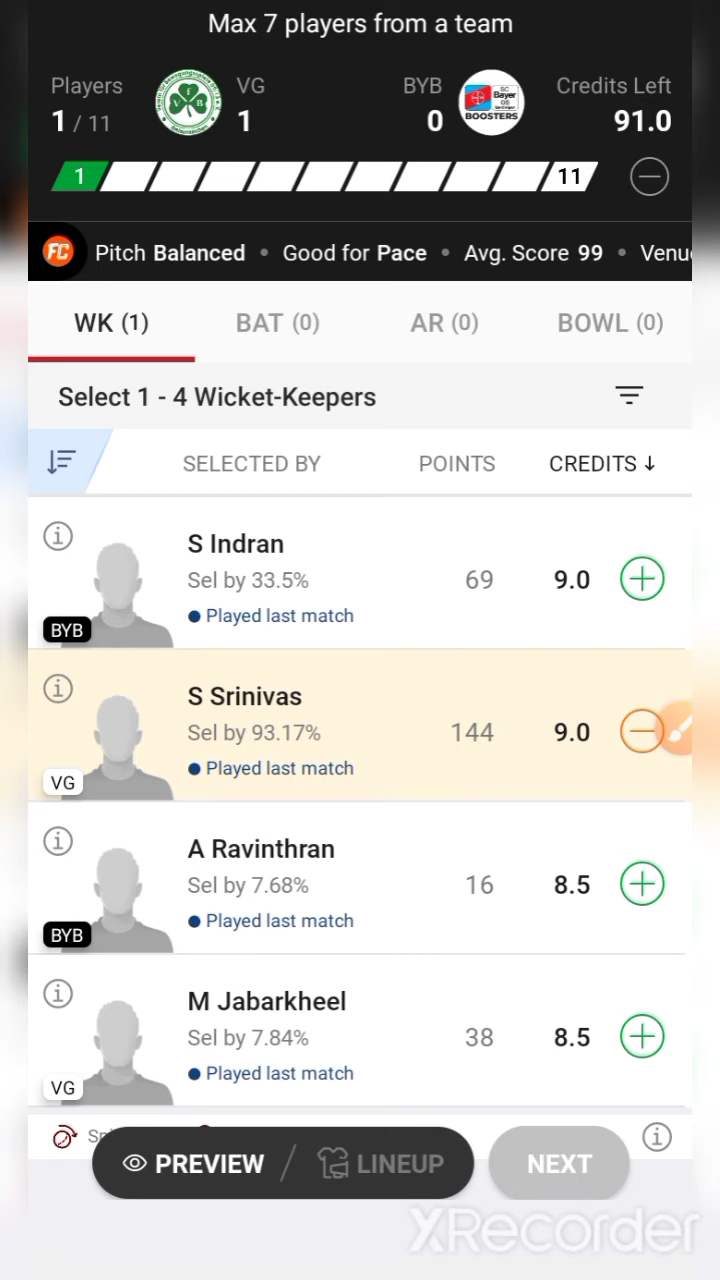 Max 7 players from a team
Players VG BYB Credits Left
1 / 11 1 0 91.0
SC
Bayer
05
BOOSTERS
V f B
1 11
FC Pitch Balanced • Good for Pace • Avg. Score 99 • Venu
WK (1) BAT (0) AR (0) BOWL (0)
Select 1 - 4 Wicket-Keepers
SELECTED BY POINTS CREDITS ↓
S Indran
Sel by 33.5% 69 9.0
Played last match
BYB
S Srinivas
Sel by 93.17% 144 9.0
Played last match
VG
A Ravinthran
Sel by 7.68% 16 8.5
Played last match
BYB
M Jabarkheel
Sel by 7.84% 38 8.5
Played last match
VG
PREVIEW / LINEUP NEXT
XRecorder